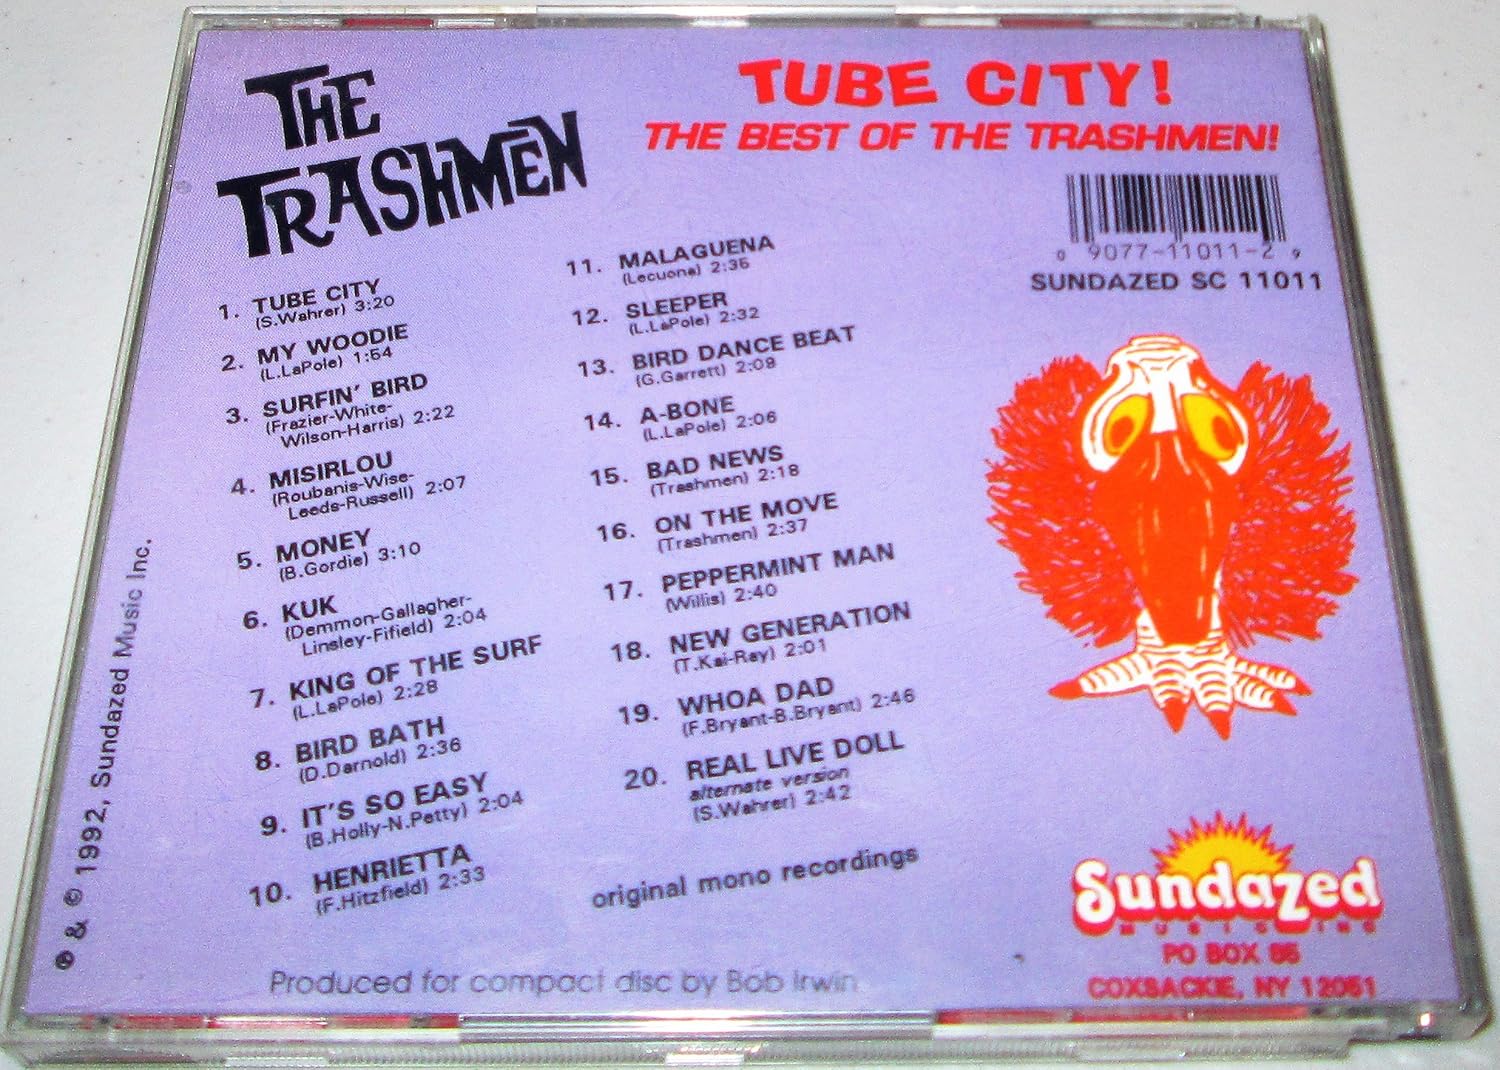 THE
TRASHMEN
TUBE CITY!
THE BEST OF THE TRASHMEN!
0 9077-11011-2 9
SUNDAZED SC 11011
1. TUBE CITY
(S.Wahrer) 3:20
2. MY WOODIE
(L.LaPole) 1:54
3. SURFIN' BIRD
(Frazier-White-
Wilson-Harris) 2:22
4. MISIRLOU
(Roubanis-Wise-
Leeds-Russell) 2:07
5. MONEY
(B.Gordie) 3:10
6. KUK
(Demmon-Gallagher-
Linsley-Fifield) 2:04
7. KING OF THE SURF
(L.LaPole) 2:28
8. BIRD BATH
(D.Darnold) 2:36
9. IT'S SO EASY
(B.Holly-N.Petty) 2:04
10. HENRIETTA
(F.Hitzfield) 2:33
11. MALAGUENA
(Lecuona) 2:35
12. SLEEPER
(L.LaPole) 2:32
13. BIRD DANCE BEAT
(G.Garrett) 2:09
14. A-BONE
(L.LaPole) 2:06
15. BAD NEWS
(Trashmen) 2:18
16. ON THE MOVE
(Trashmen) 2:37
17. PEPPERMINT MAN
(Willis) 2:40
18. NEW GENERATION
(T.Kai-Ray) 2:01
19. WHOA DAD
(F.Bryant-B.Bryant) 2:46
20. REAL LIVE DOLL
alternate version
(S.Wahrer) 2:42
original mono recordings
Produced for compact disc by Bob Irwin
℗ & © 1992, Sundazed Music Inc.
Sundazed
MUSIC INC
PO BOX 85
COXSACKIE, NY 12051